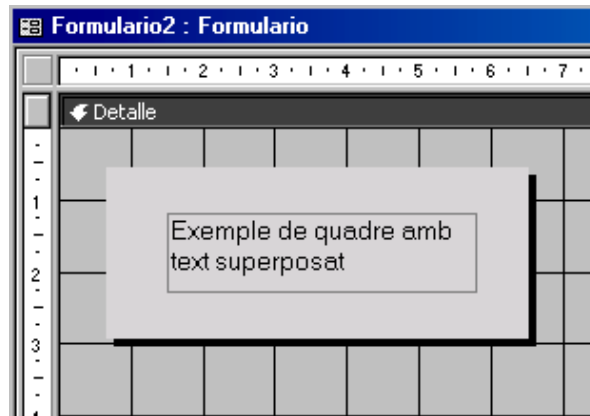 Formulario2 : Formulario
1 2 3 4 5 6 7
Detalle
1
Exemple de quadre amb
text superposat
2
3